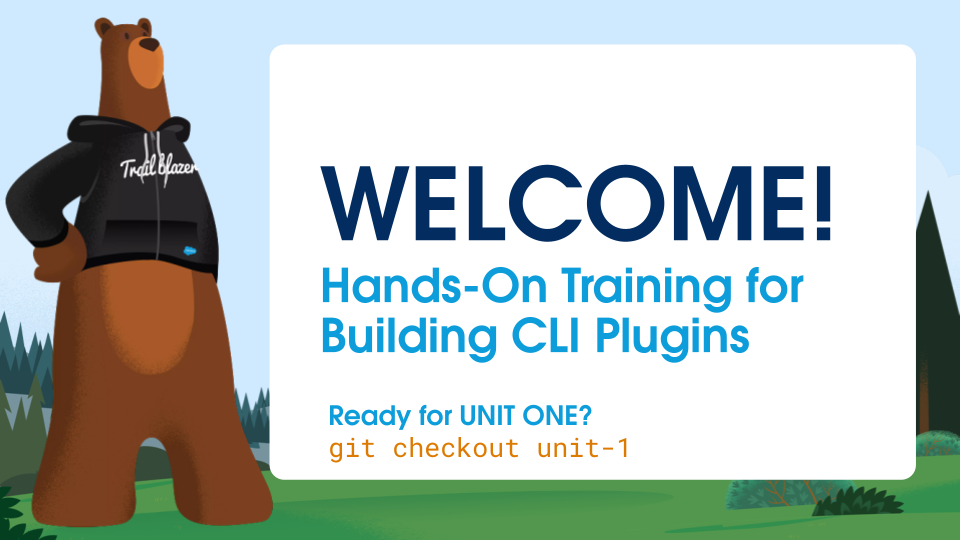 Trailblazer
WELCOME!
Hands-On Training for
Building CLI Plugins
Ready for UNIT ONE?
git checkout unit-1